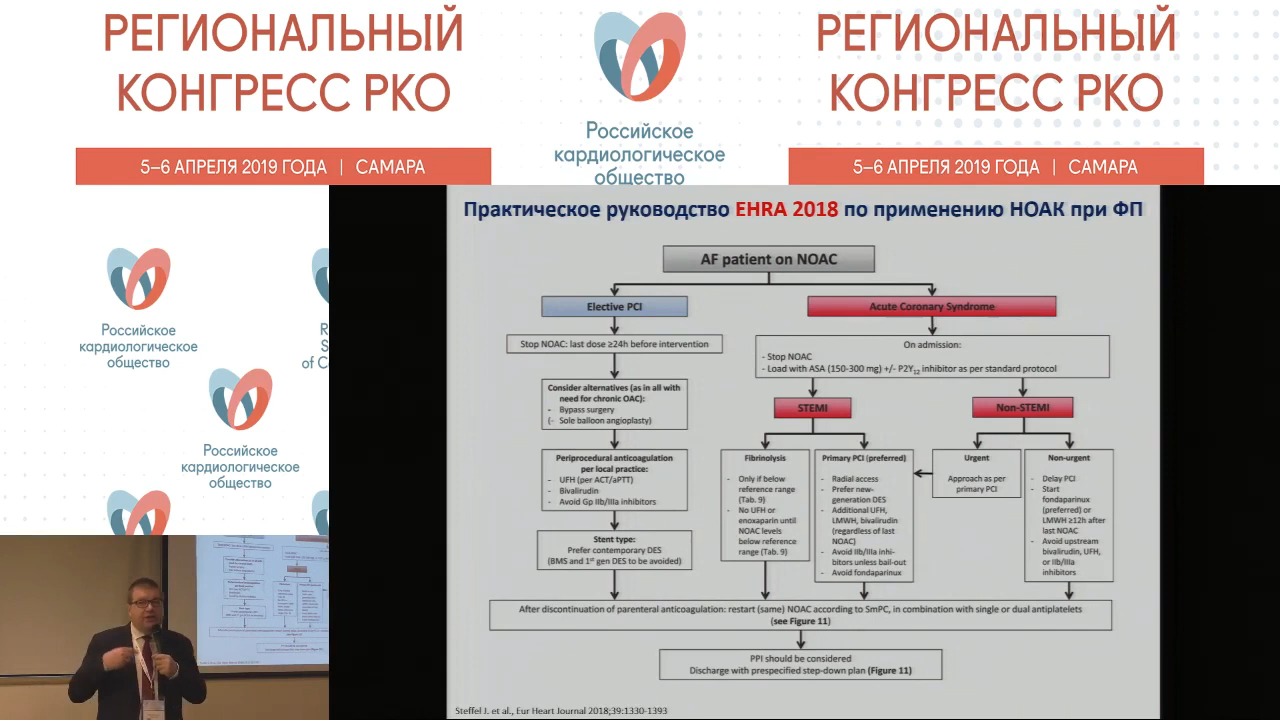 РЕГИОНАЛЬНЫЙ
КОНГРЕСС РКО
5–6 АПРЕЛЯ 2019 ГОДА | САМАРА
Российское
кардиологическое
общество
РЕГИОНАЛЬНЫЙ
КОНГРЕСС РКО
5–6 АПРЕЛЯ 2019 ГОДА | САМАРА
Российское
кардиологическое
общество
R
S
of C
Российское
кардиологическое
общество
Практическое руководство EHRA 2018 по применению НОАК при ФП
AF patient on NOAC
Elective PCI
Stop NOAC: last dose ≥24h before intervention
Consider alternatives (as in all with
need for chronic OAC):
- Bypass surgery
(- Sole balloon angioplasty)
Periprocedural anticoagulation
per local practice:
- UFH (per ACT/aPTT)
- Bivalirudin
- Avoid Gp IIb/IIIa inhibitors
Stent type:
Prefer contemporary DES
(BMS and 1st gen DES to be avoided)
Acute Coronary Syndrome
On admission:
- Stop NOAC
- Load with ASA (150-300 mg) +/- P2Y12 inhibitor as per standard protocol
STEMI
Fibrinolysis
- Only if below
reference range
(Tab. 9)
- No UFH or
enoxaparin until
NOAC levels
below reference
range (Tab. 9)
Primary PCI (preferred)
- Radial access
- Prefer new-
generation DES
- Additional UFH,
LMWH, bivalirudin
(regardless of last
NOAC)
- Avoid IIb/IIIa inhi-
bitors unless bail-out
- Avoid fondaparinux
Non-STEMI
Urgent
Approach as per
primary PCI
Non-urgent
- Delay PCI
- Start
fondaparinux
(preferred) or
LMWH ≥12h after
last NOAC
- Avoid upstream
bivalirudin, UFH,
or IIb/IIIa
inhibitors
After discontinuation of parenteral anticoagulation: restart (same) NOAC according to SmPC, in combination with single or dual antiplatelets
(see Figure 11)
PPI should be considered
Discharge with prespecified step-down plan (Figure 11)
Steffel J. et al., Eur Heart Journal 2018;39:1330-1393